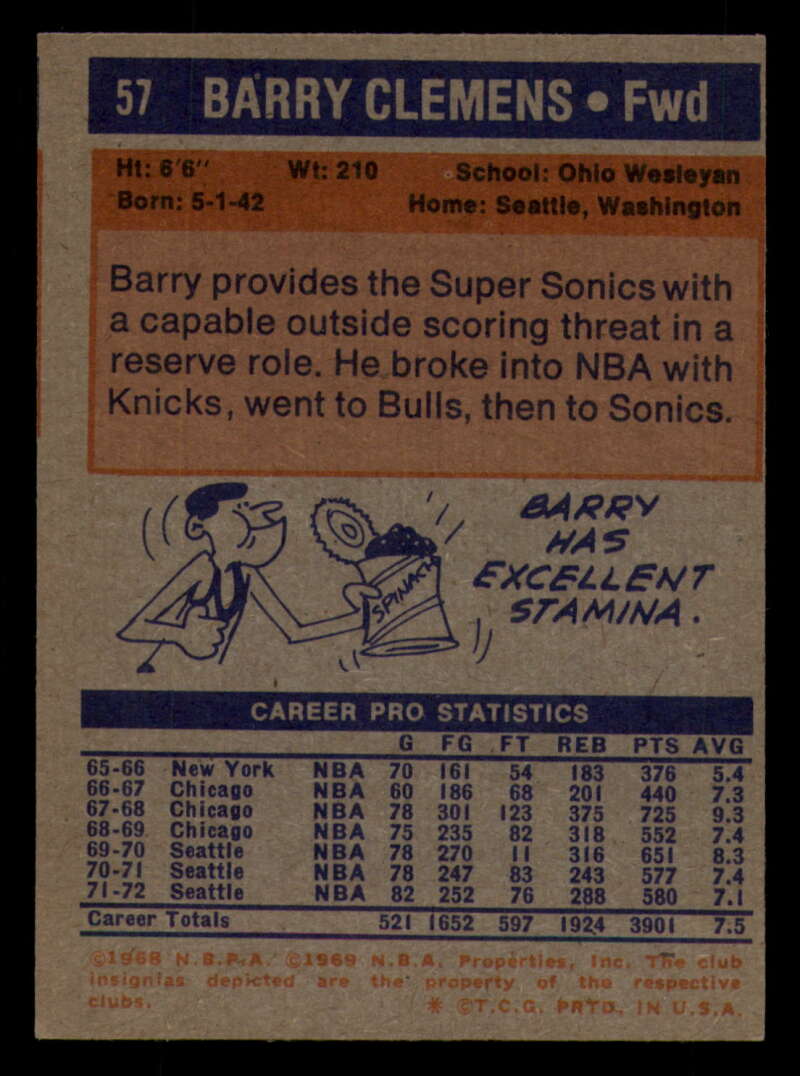 57 BARRY CLEMENS • Fwd
Ht: 6'6" Wt: 210 School: Ohio Wesleyan
Born: 5-1-42 Home: Seattle, Washington
Barry provides the Super Sonics with
a capable outside scoring threat in a
reserve role. He broke into NBA with
Knicks, went to Bulls, then to Sonics.
SPINACH
BARRY
HAS
EXCELLENT
STAMINA.
CAREER PRO STATISTICS
G FG FT REB PTS AVG
65-66 New York NBA 70 161 54 183 376 5.4
66-67 Chicago NBA 60 186 68 201 440 7.3
67-68 Chicago NBA 78 301 123 375 725 9.3
68-69 Chicago NBA 75 235 82 318 552 7.4
69-70 Seattle NBA 78 270 11 316 651 8.3
70-71 Seattle NBA 78 247 83 243 577 7.4
71-72 Seattle NBA 82 252 76 288 580 7.1
Career Totals 521 1652 597 1924 3901 7.5
©1968 N.B.P.A. ©1969 N.B.A. Properties, Inc. The club
insignias depicted are the property of the respective
clubs. * ©T.C.G. PRTD. IN U.S.A.